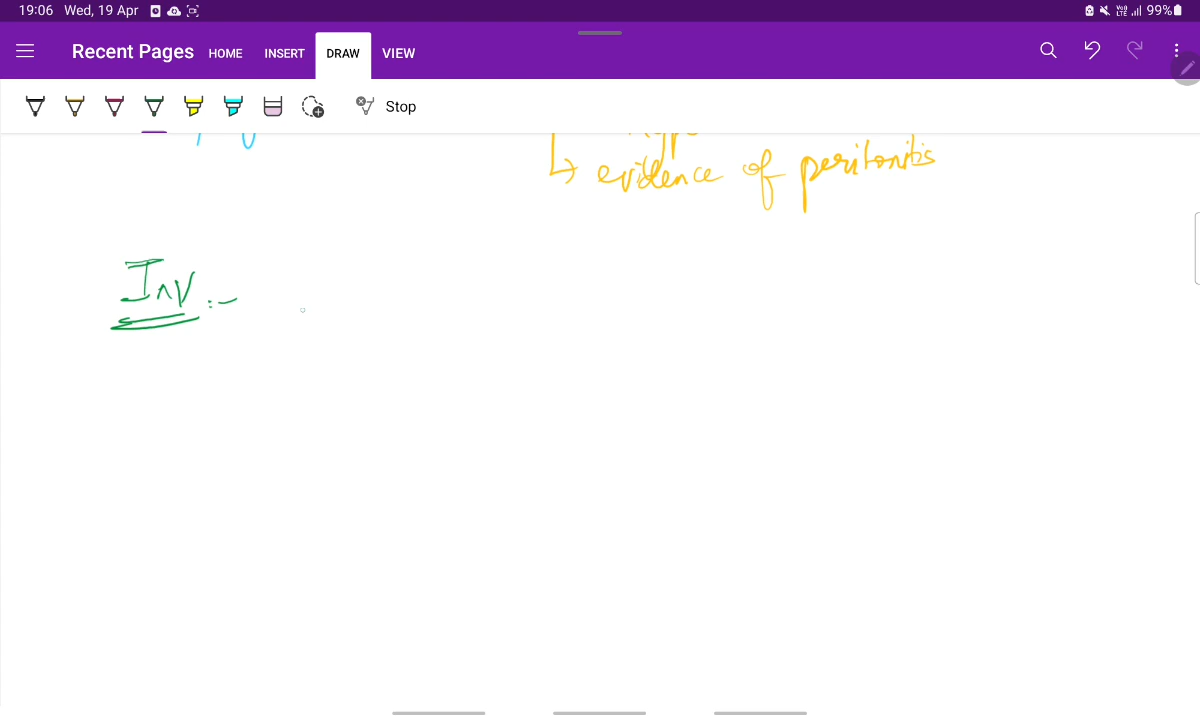 19:06 Wed, 19 Apr 99%
Recent Pages HOME INSERT DRAW VIEW
Stop
↳ evidence of peritonitis
Inv :-